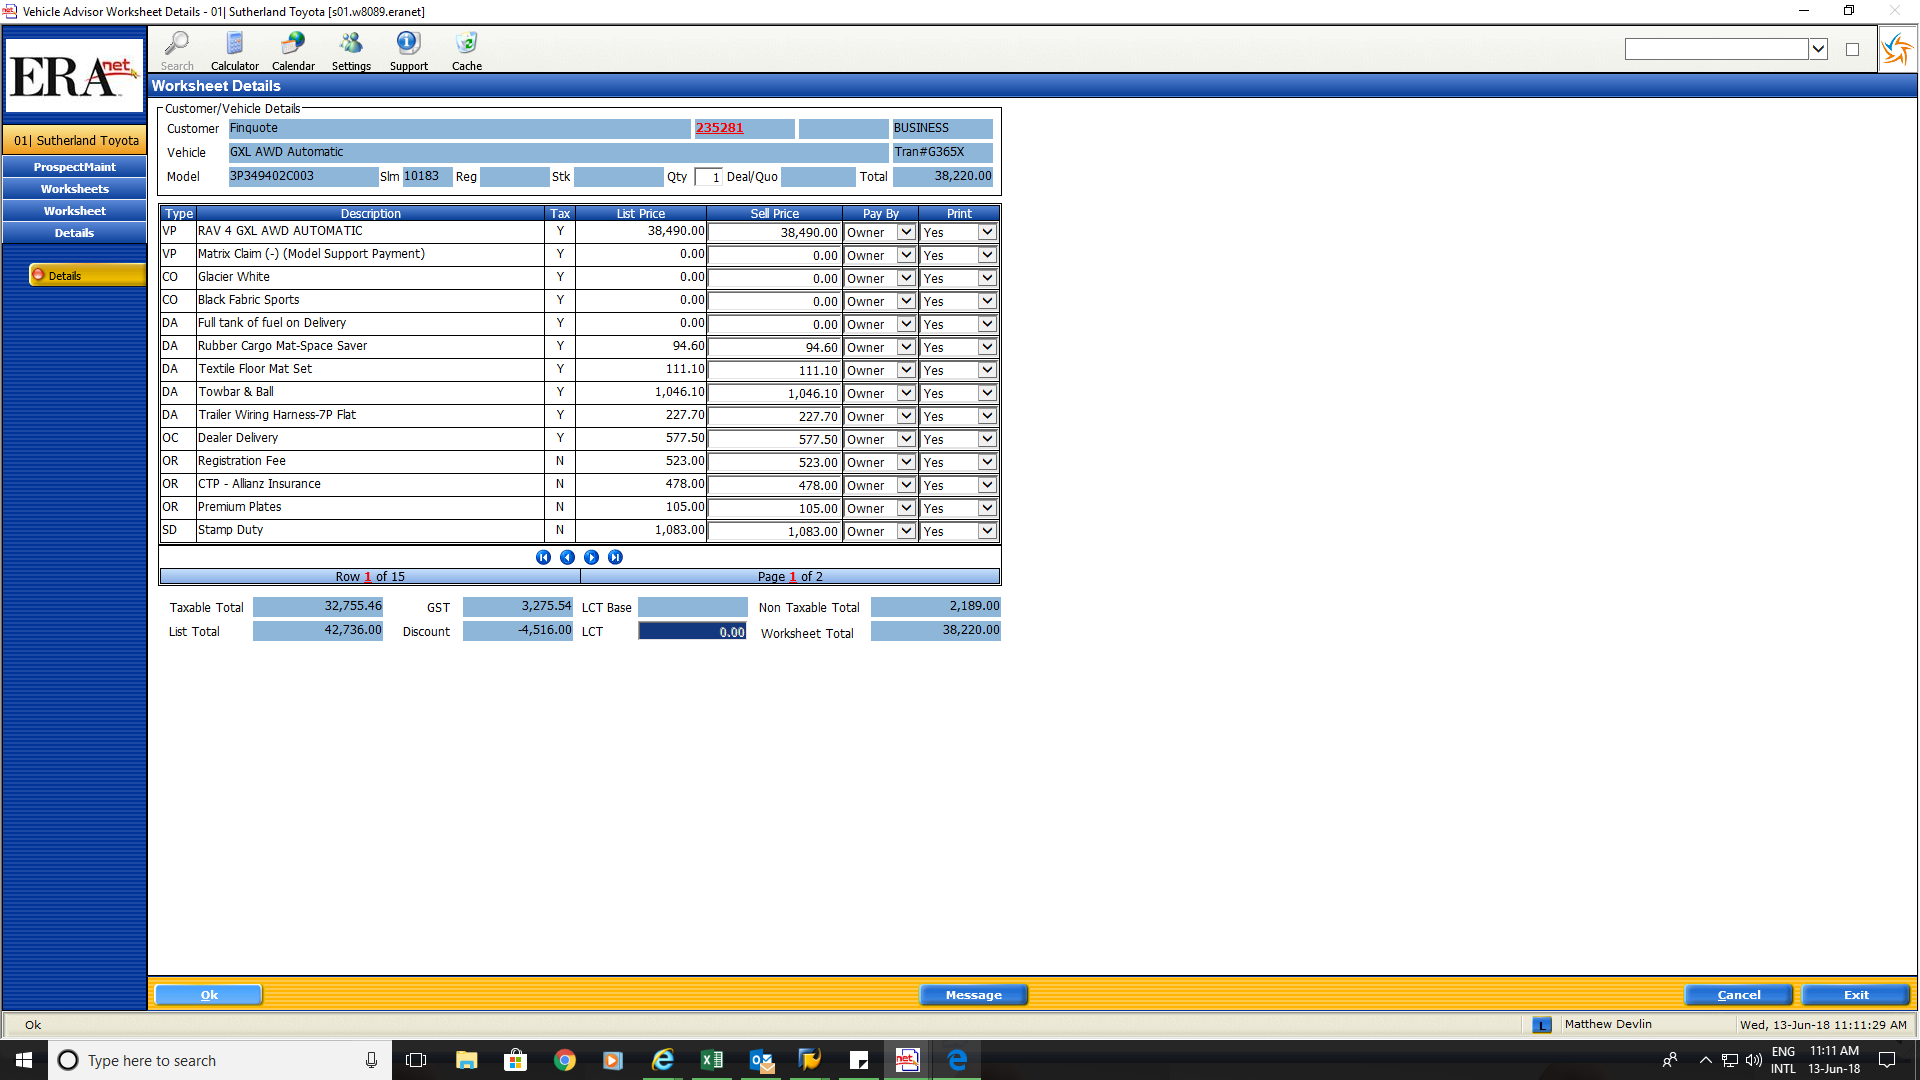 Vehicle Advisor Worksheet Details - 01| Sutherland Toyota [s01.w8089.eranet]
ERA net
Search Calculator Calendar Settings Support Cache
Worksheet Details
01| Sutherland Toyota
ProspectMaint
Worksheets
Worksheet
Details
Details
Customer/Vehicle Details
Customer Finquote 235281 BUSINESS
Vehicle GXL AWD Automatic Tran#G365X
Model 3P349402C003 Slm 10183 Reg Stk Qty 1 Deal/Quo Total 38,220.00
Type Description Tax List Price Sell Price Pay By Print
VP RAV 4 GXL AWD AUTOMATIC Y 38,490.00 38,490.00 Owner Yes
VP Matrix Claim (-) (Model Support Payment) Y 0.00 0.00 Owner Yes
CO Glacier White Y 0.00 0.00 Owner Yes
CO Black Fabric Sports Y 0.00 0.00 Owner Yes
DA Full tank of fuel on Delivery Y 0.00 0.00 Owner Yes
DA Rubber Cargo Mat-Space Saver Y 94.60 94.60 Owner Yes
DA Textile Floor Mat Set Y 111.10 111.10 Owner Yes
DA Towbar & Ball Y 1,046.10 1,046.10 Owner Yes
DA Trailer Wiring Harness-7P Flat Y 227.70 227.70 Owner Yes
OC Dealer Delivery Y 577.50 577.50 Owner Yes
OR Registration Fee N 523.00 523.00 Owner Yes
OR CTP - Allianz Insurance N 478.00 478.00 Owner Yes
OR Premium Plates N 105.00 105.00 Owner Yes
SD Stamp Duty N 1,083.00 1,083.00 Owner Yes
Row 1 of 15 Page 1 of 2
Taxable Total 32,755.46 GST 3,275.54 LCT Base Non Taxable Total 2,189.00
List Total 42,736.00 Discount -4,516.00 LCT 0.00 Worksheet Total 38,220.00
Ok Message Cancel Exit
Ok L Matthew Devlin Wed, 13-Jun-18 11:11:29 AM
Type here to search
ENG 11:11 AM
INTL 13-Jun-18